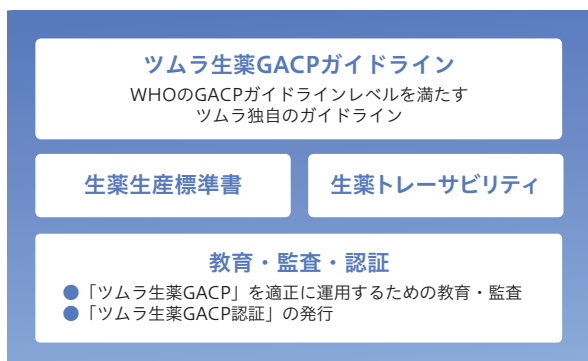 ツムラ生薬GACPガイドライン
WHOのGACPガイドラインレベルを満たす
ツムラ独自のガイドライン
生薬生産標準書
生薬トレーサビリティ
教育・監査・認証
●「ツムラ生薬GACP」を適正に運用するための教育・監査
●「ツムラ生薬GACP認証」の発行